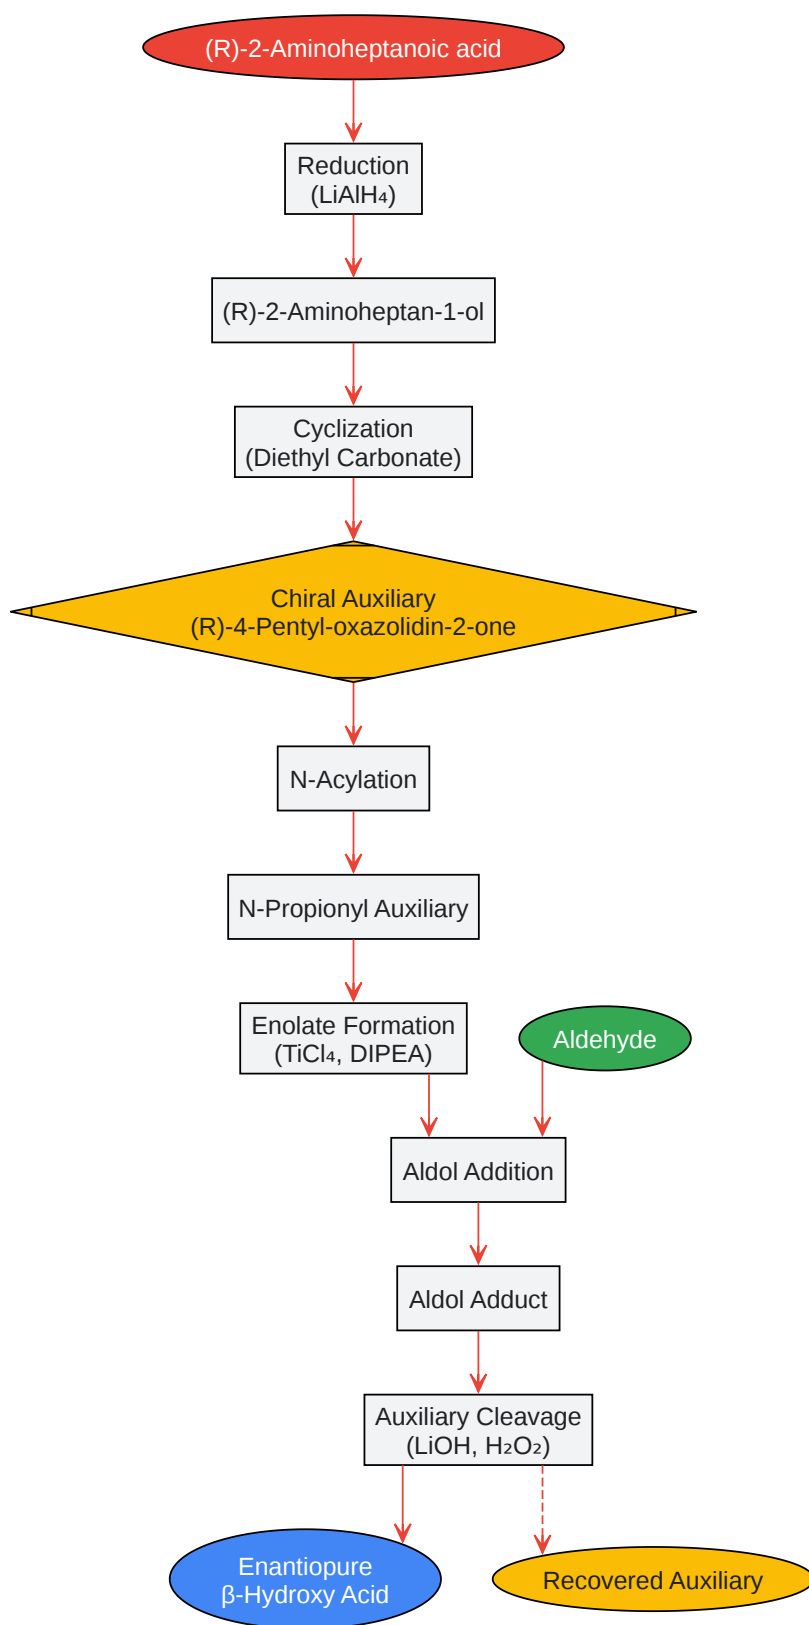 (R)-2-Aminoheptanoic acid
Reduction
(LiAlH₄)
(R)-2-Aminoheptan-1-ol
Cyclization
(Diethyl Carbonate)
Chiral Auxiliary
(R)-4-Pentyl-oxazolidin-2-one
N-Acylation
N-Propionyl Auxiliary
Enolate Formation
(TiCl₄, DIPEA)
Aldehyde
Aldol Addition
Aldol Adduct
Auxiliary Cleavage
(LiOH, H₂O₂)
Enantiopure
β-Hydroxy Acid
Recovered Auxiliary